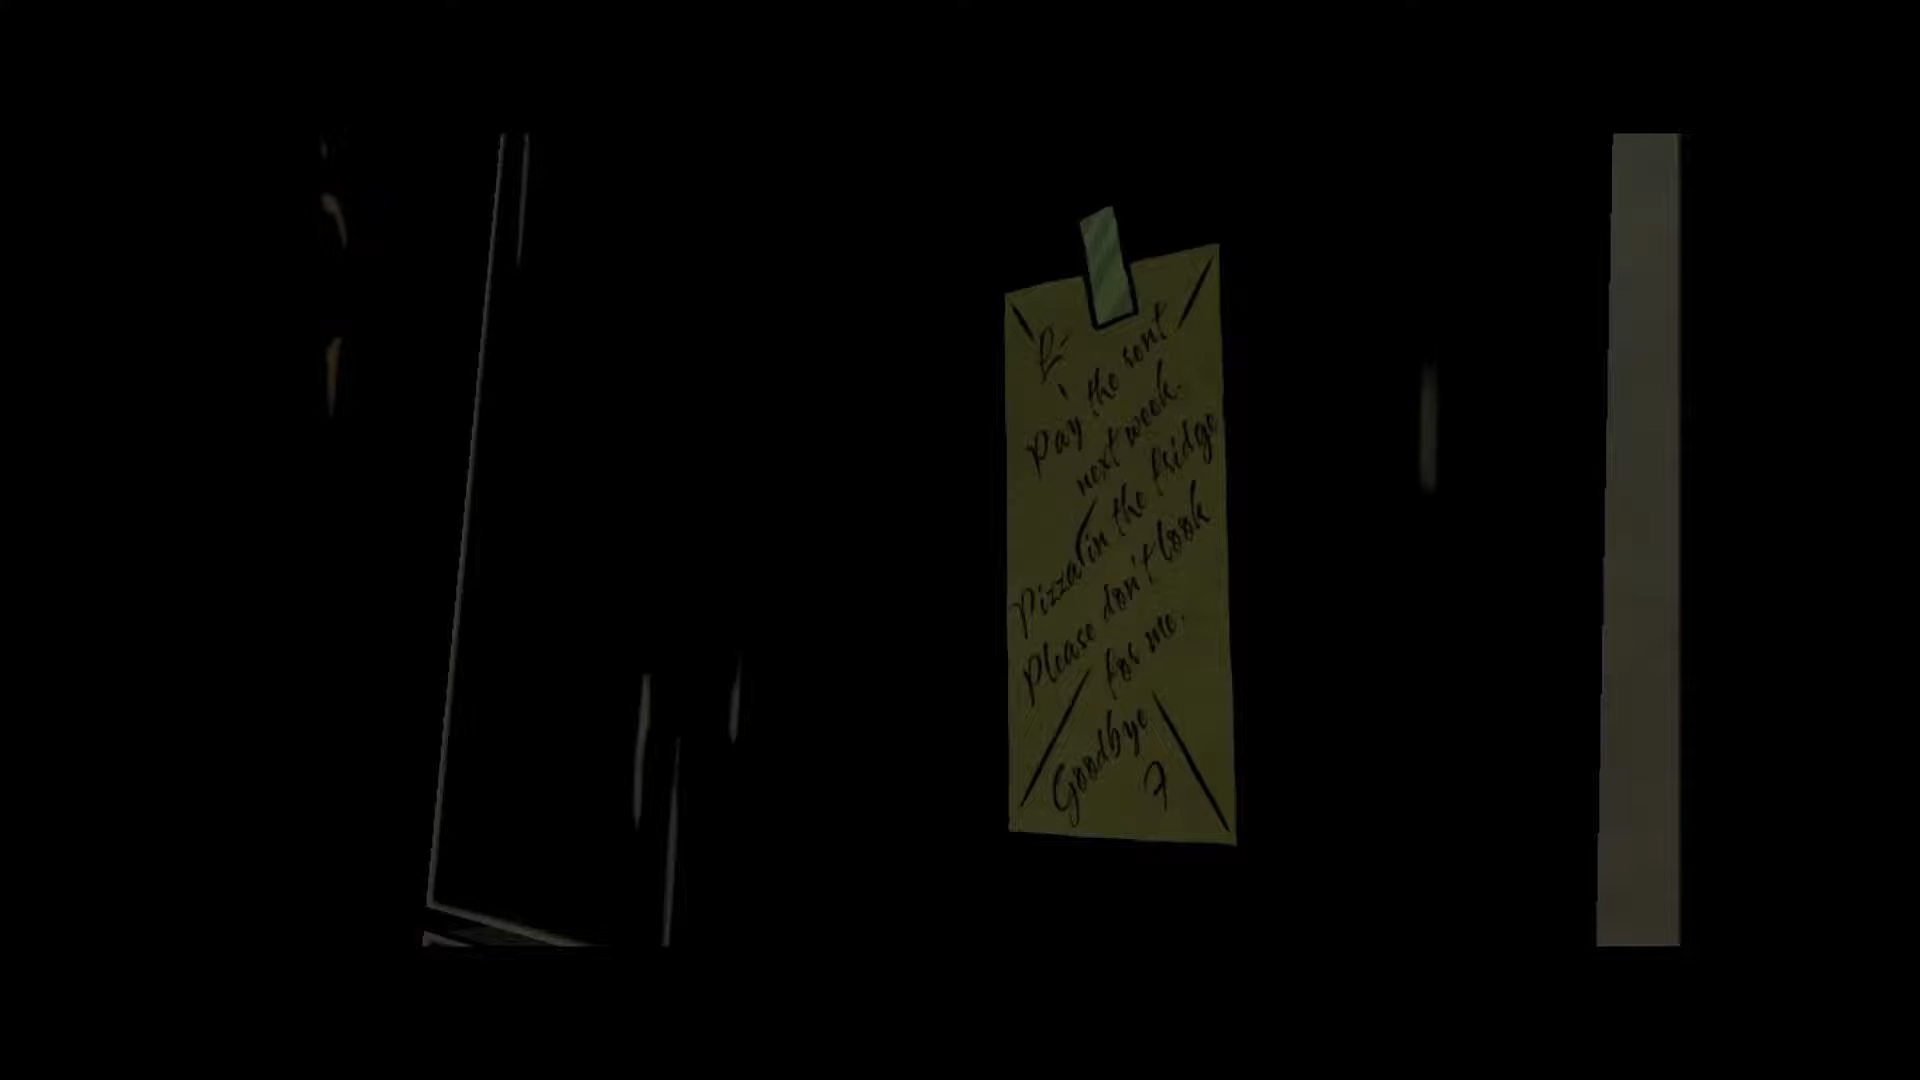 E-
Pay the rent
next week.
Pizza in the fridge
Please don't look
for me.
Goodbye
F